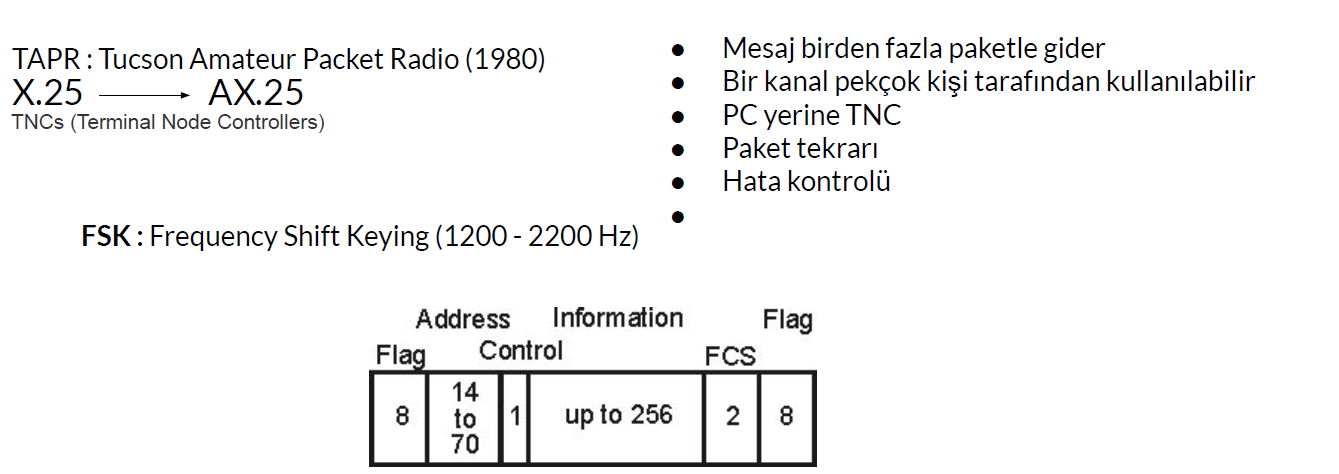 TAPR : Tucson Amateur Packet Radio (1980)
X.25 AX.25
TNCs (Terminal Node Controllers)
● Mesaj birden fazla paketle gider
● Bir kanal pekçok kişi tarafından kullanılabilir
● PC yerine TNC
● Paket tekrarı
● Hata kontrolü
●
FSK : Frequency Shift Keying (1200 - 2200 Hz)
Address Information Flag
Flag Control FCS
8 14 to 70 1 up to 256 2 8